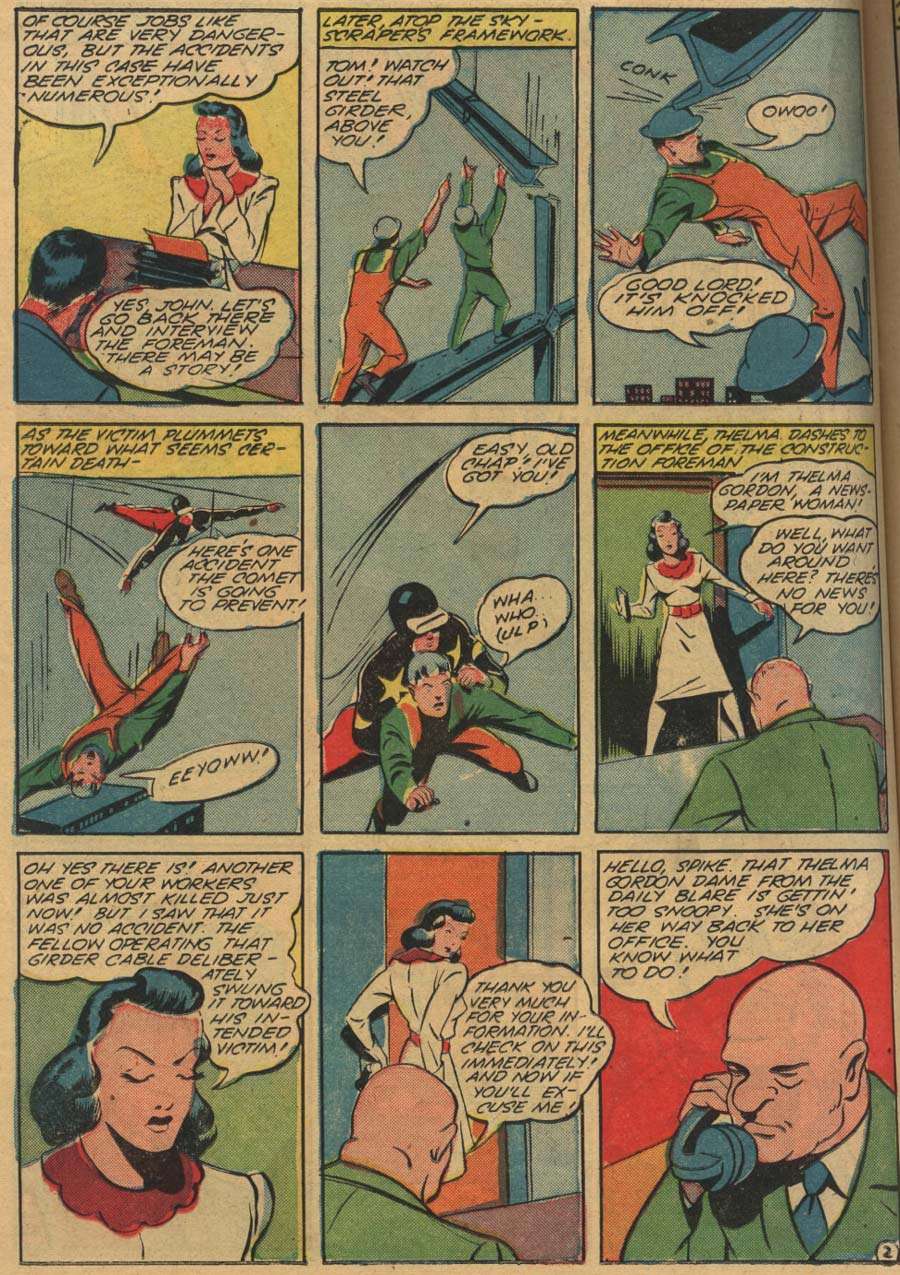 OF COURSE JOBS LIKE
THAT ARE VERY DANGER-
OUS, BUT THE ACCIDENTS
IN THIS CASE HAVE
BEEN EXCEPTIONALLY
NUMEROUS!
YES, JOHN. LET'S
GO BACK THERE
AND INTERVIEW
THE FOREMAN.
THERE MAY BE
A STORY!
LATER, ATOP THE SKY-
SCRAPER'S FRAMEWORK.
TOM! WATCH
OUT! THAT
STEEL
GIRDER,
ABOVE
YOU!
CONK
OWOO!
GOOD LORD!
IT'S KNOCKED
HIM OFF!
AS THE VICTIM PLUMMETS
TOWARD WHAT SEEMS CER-
TAIN DEATH-
HERE'S ONE
ACCIDENT
THE COMET
IS GOING
TO PREVENT!
EEYOWW!
EASY, OLD
CHAP! I'VE
GOT YOU!
WHA...
WHO.
(ULP)
MEANWHILE, THELMA DASHES TO
THE OFFICE OF THE CONSTRUC-
TION FOREMAN
I'M THELMA
GORDON, A NEWS-
PAPER WOMAN!
WELL, WHAT
DO YOU WANT
AROUND
HERE? THERE'S
NO NEWS
FOR YOU!
OH YES THERE IS! ANOTHER
ONE OF YOUR WORKERS
WAS ALMOST KILLED JUST
NOW! BUT I SAW THAT IT
WAS NO ACCIDENT. THE
FELLOW OPERATING THAT
GIRDER CABLE DELIBER-
ATELY
SWUNG
IT TOWARD
HIS IN-
TENDED
VICTIM!
THANK YOU
VERY MUCH
FOR YOUR IN-
FORMATION. I'LL
CHECK ON THIS
IMMEDIATELY!
AND NOW IF
YOU'LL EX-
CUSE ME!
HELLO, SPIKE. THAT THELMA
GORDON DAME FROM THE
DAILY BLARE IS GETTIN'
TOO SNOOPY. SHE'S ON
HER WAY BACK TO HER
OFFICE. YOU
KNOW WHAT
TO DO!
2